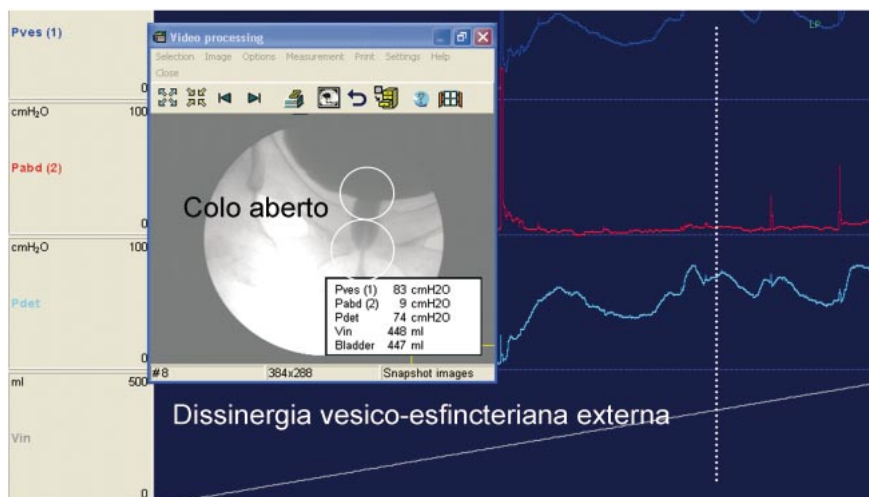 Pves (1)
0
cmH₂O 100
Pabd (2)
0
cmH₂O 100
Pdet
0
ml 500
Vin
0
Video processing
Selection Image Options Measurement Print Settings Help
Close
Colo aberto
Pves (1) 83 cmH2O
Pabd (2) 9 cmH2O
Pdet 74 cmH2O
Vin 448 ml
Bladder 447 ml
#8 384x288 Snapshot images
LP
Dissinergia vesico-esfincteriana externa